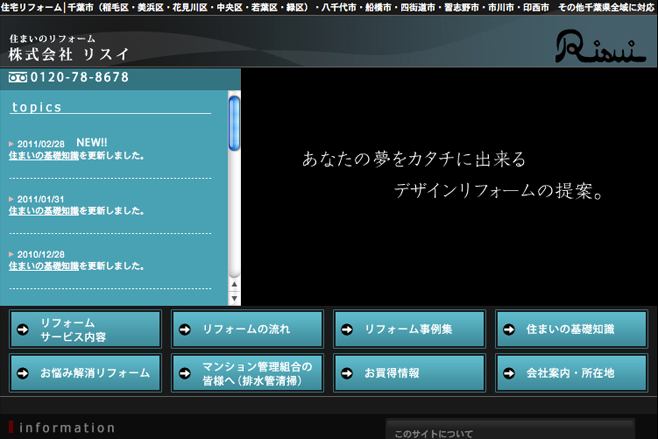 住宅リフォーム│千葉市（稲毛区・美浜区・花見川区・中央区・若葉区・緑区）・八千代市・船橋市・四街道市・習志野市・市川市・印西市　その他千葉県全域に対応
住まいのリフォーム
株式会社 リスイ
Risui
0120-78-8678
topics
2011/02/28 NEW!!
住まいの基礎知識を更新しました。
2011/01/31
住まいの基礎知識を更新しました。
2010/12/28
住まいの基礎知識を更新しました。
あなたの夢をカタチに出来る
デザインリフォームの提案。
リフォーム
サービス内容
リフォームの流れ
リフォーム事例集
住まいの基礎知識
お悩み解消リフォーム
マンション管理組合の
皆様へ（排水管清掃）
お買得情報
会社案内・所在地
information
このサイトについて